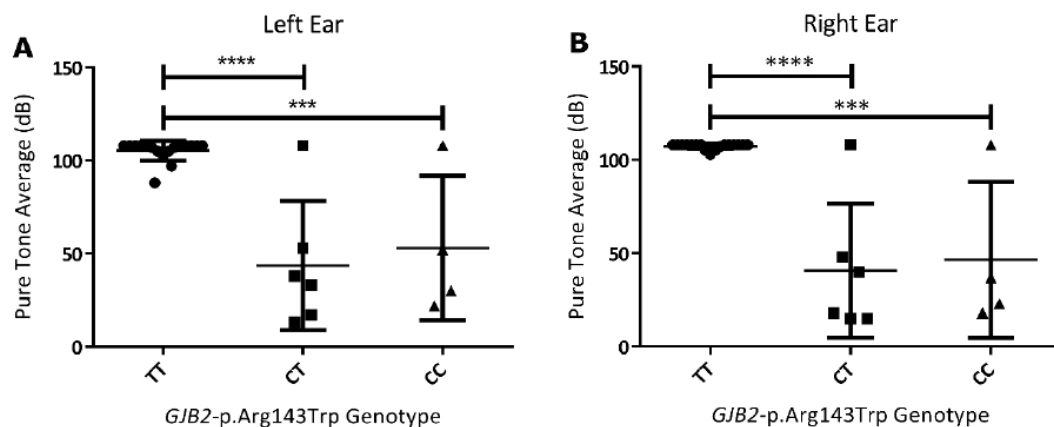 A
Left Ear
Pure Tone Average (dB)
150
100
50
0
****
***
TT
CT
CC
GJB2-p.Arg143Trp Genotype
B
Right Ear
Pure Tone Average (dB)
150
100
50
0
****
***
TT
CT
CC
GJB2-p.Arg143Trp Genotype